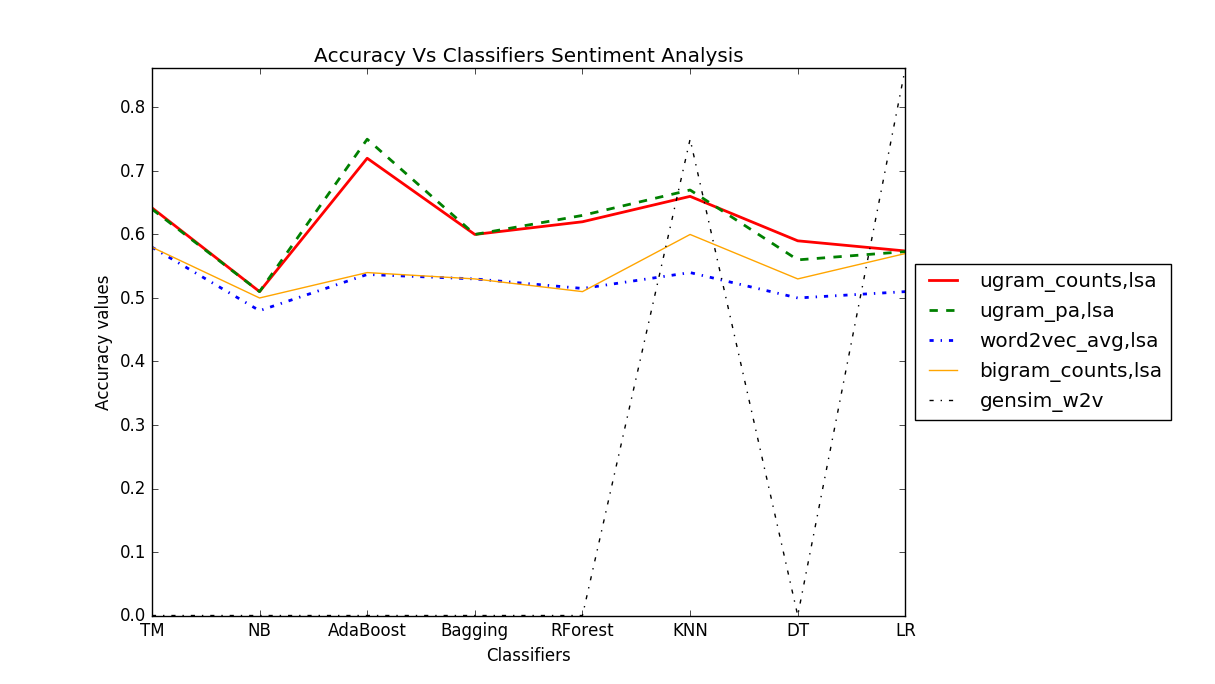 Accuracy Vs Classifiers Sentiment Analysis
0.8
0.7
0.6
0.5
0.4
0.3
0.2
0.1
0.0
Accuracy values
TM NB AdaBoost Bagging RForest KNN DT LR
Classifiers
ugram_counts,lsa
ugram_pa,lsa
word2vec_avg,lsa
bigram_counts,lsa
gensim_w2v